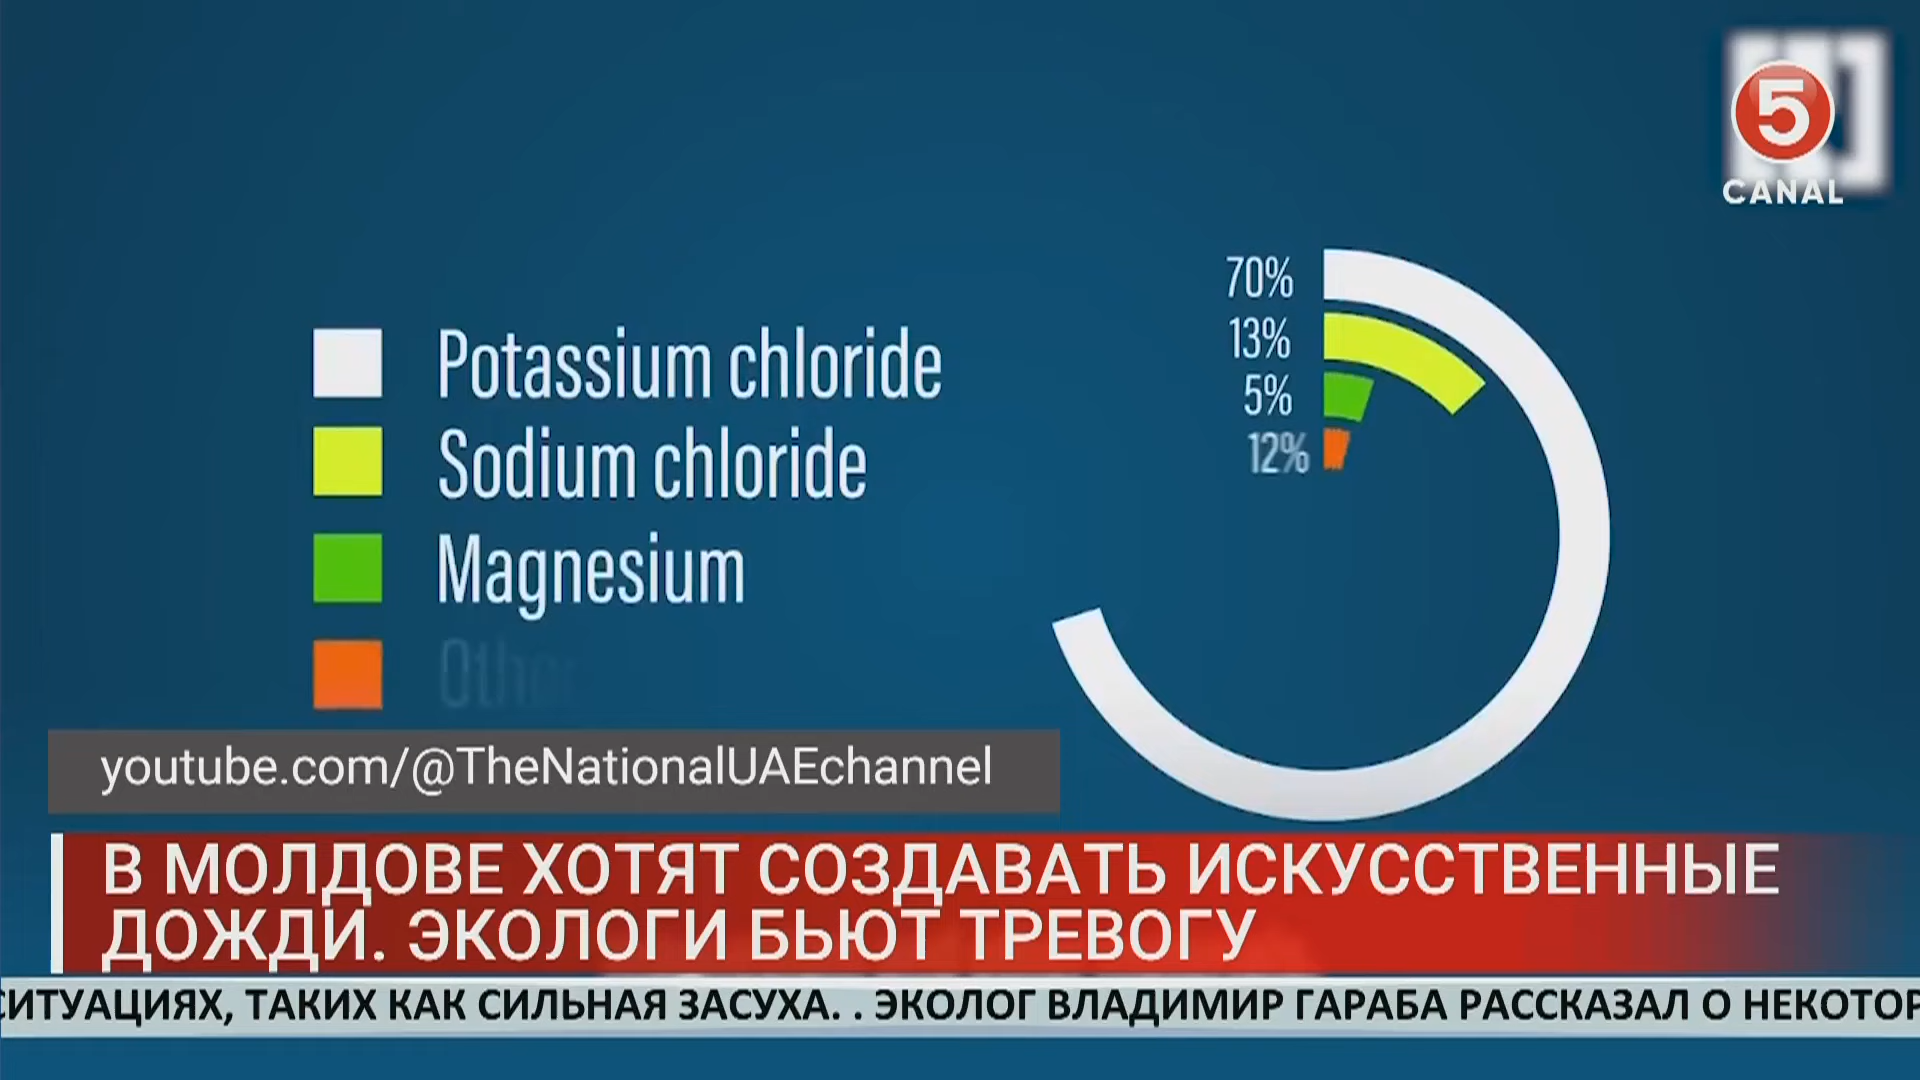 5
CANAL
70%
13%
5%
12%
Potassium chloride
Sodium chloride
Magnesium
youtube.com/@TheNationalUAEchannel
В МОЛДОВЕ ХОТЯТ СОЗДАВАТЬ ИСКУССТВЕННЫЕ
ДОЖДИ. ЭКОЛОГИ БЬЮТ ТРЕВОГУ
СИТУАЦИЯХ, ТАКИХ КАК СИЛЬНАЯ ЗАСУХА. . ЭКОЛОГ ВЛАДИМИР ГАРАБА РАССКАЗАЛ О НЕКОТОР